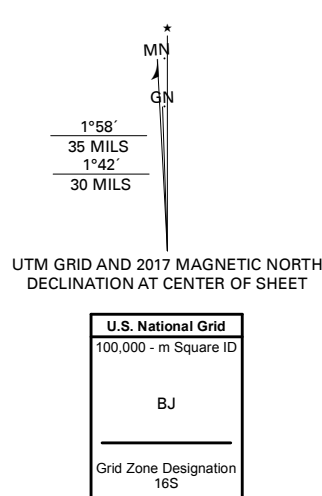 MN
GN
1°58´
35 MILS
1°42´
30 MILS
UTM GRID AND 2017 MAGNETIC NORTH
DECLINATION AT CENTER OF SHEET
U.S. National Grid
100,000 - m Square ID
BJ
Grid Zone Designation
16S